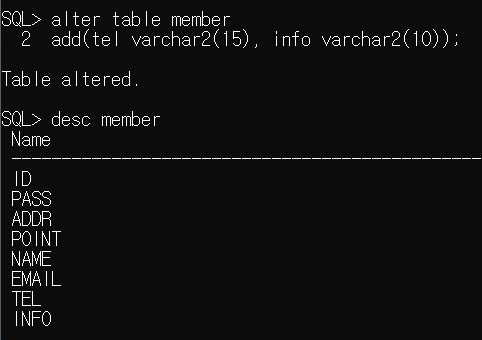 SQL> alter table member
2 add(tel varchar2(15), info varchar2(10));
Table altered.
SQL> desc member
Name
-----------------------------------------
ID
PASS
ADDR
POINT
NAME
EMAIL
TEL
INFO